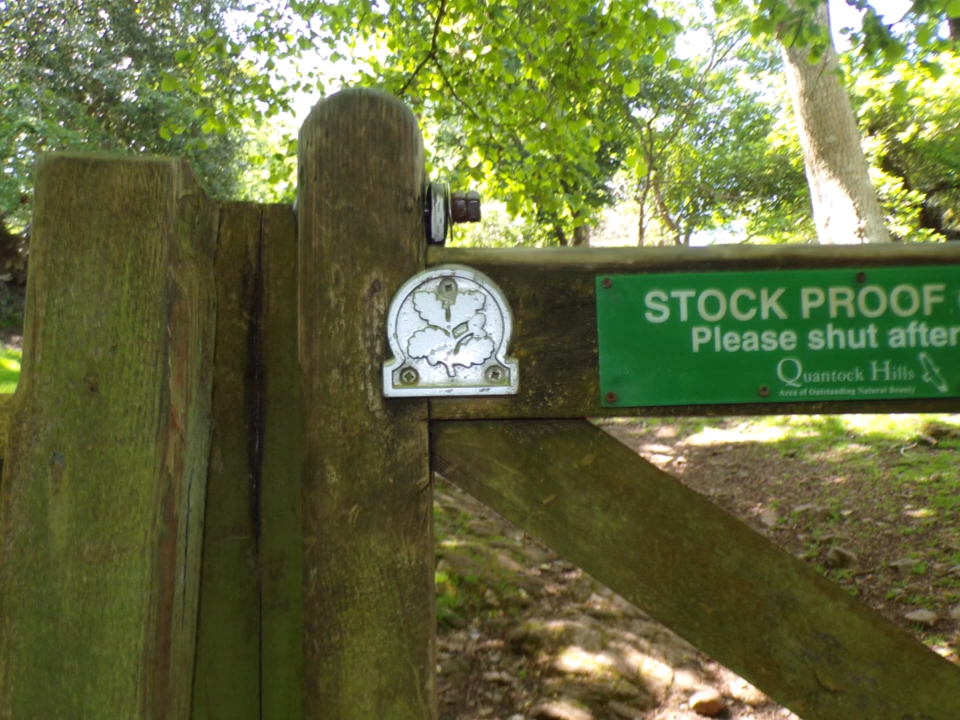 STOCK PROOF
Please shut after
Quantock Hills
Area of Outstanding Natural Beauty